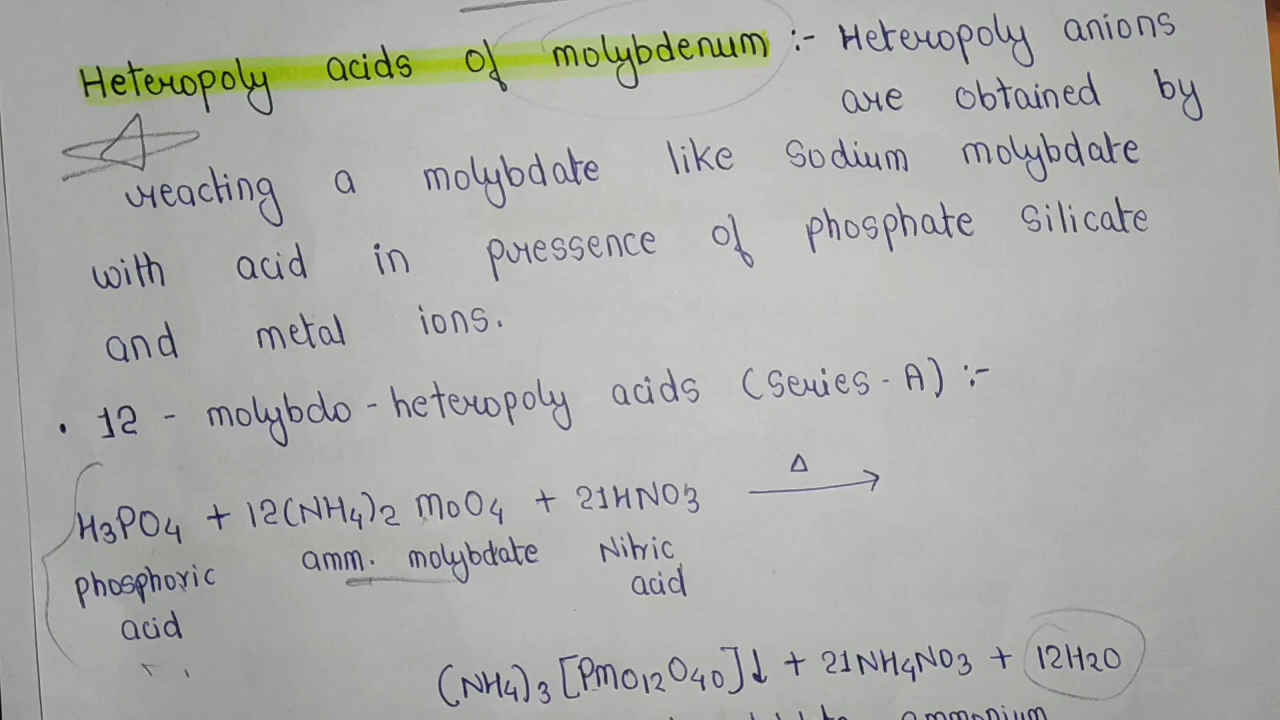 Heteropoly acids of molybdenum :- Heteropoly anions
are obtained by
reacting a molybdate like sodium molybdate
with acid in pressence of phosphate silicate
and metal ions.
• 12 - molybdo - heteropoly acids (series - A) :-
H3PO4 + 12(NH4)2 MoO4 + 21HNO3 Δ→
phosphoric acid amm. molybdate Nitric acid
(NH4)3 [PMO12O40]↓ + 21NH4NO3 + 12H2O
ammonium